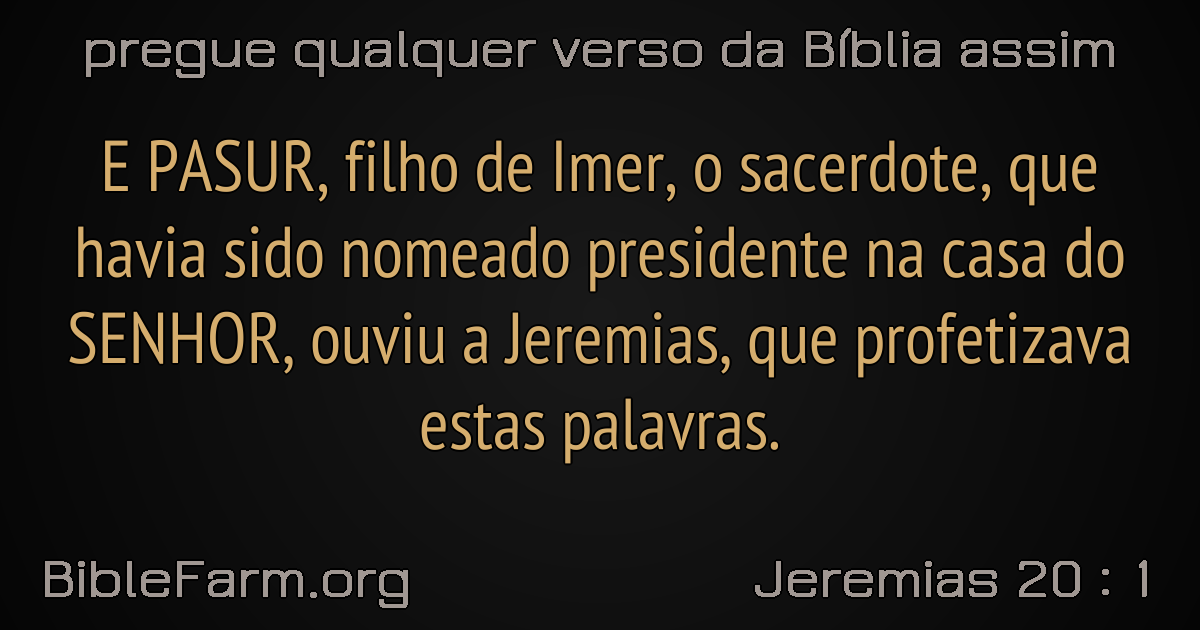 pregue qualquer verso da Bíblia assim
E PASUR, filho de Imer, o sacerdote, que
havia sido nomeado presidente na casa do
SENHOR, ouviu a Jeremias, que profetizava
estas palavras.
BibleFarm.org
Jeremias 20 : 1